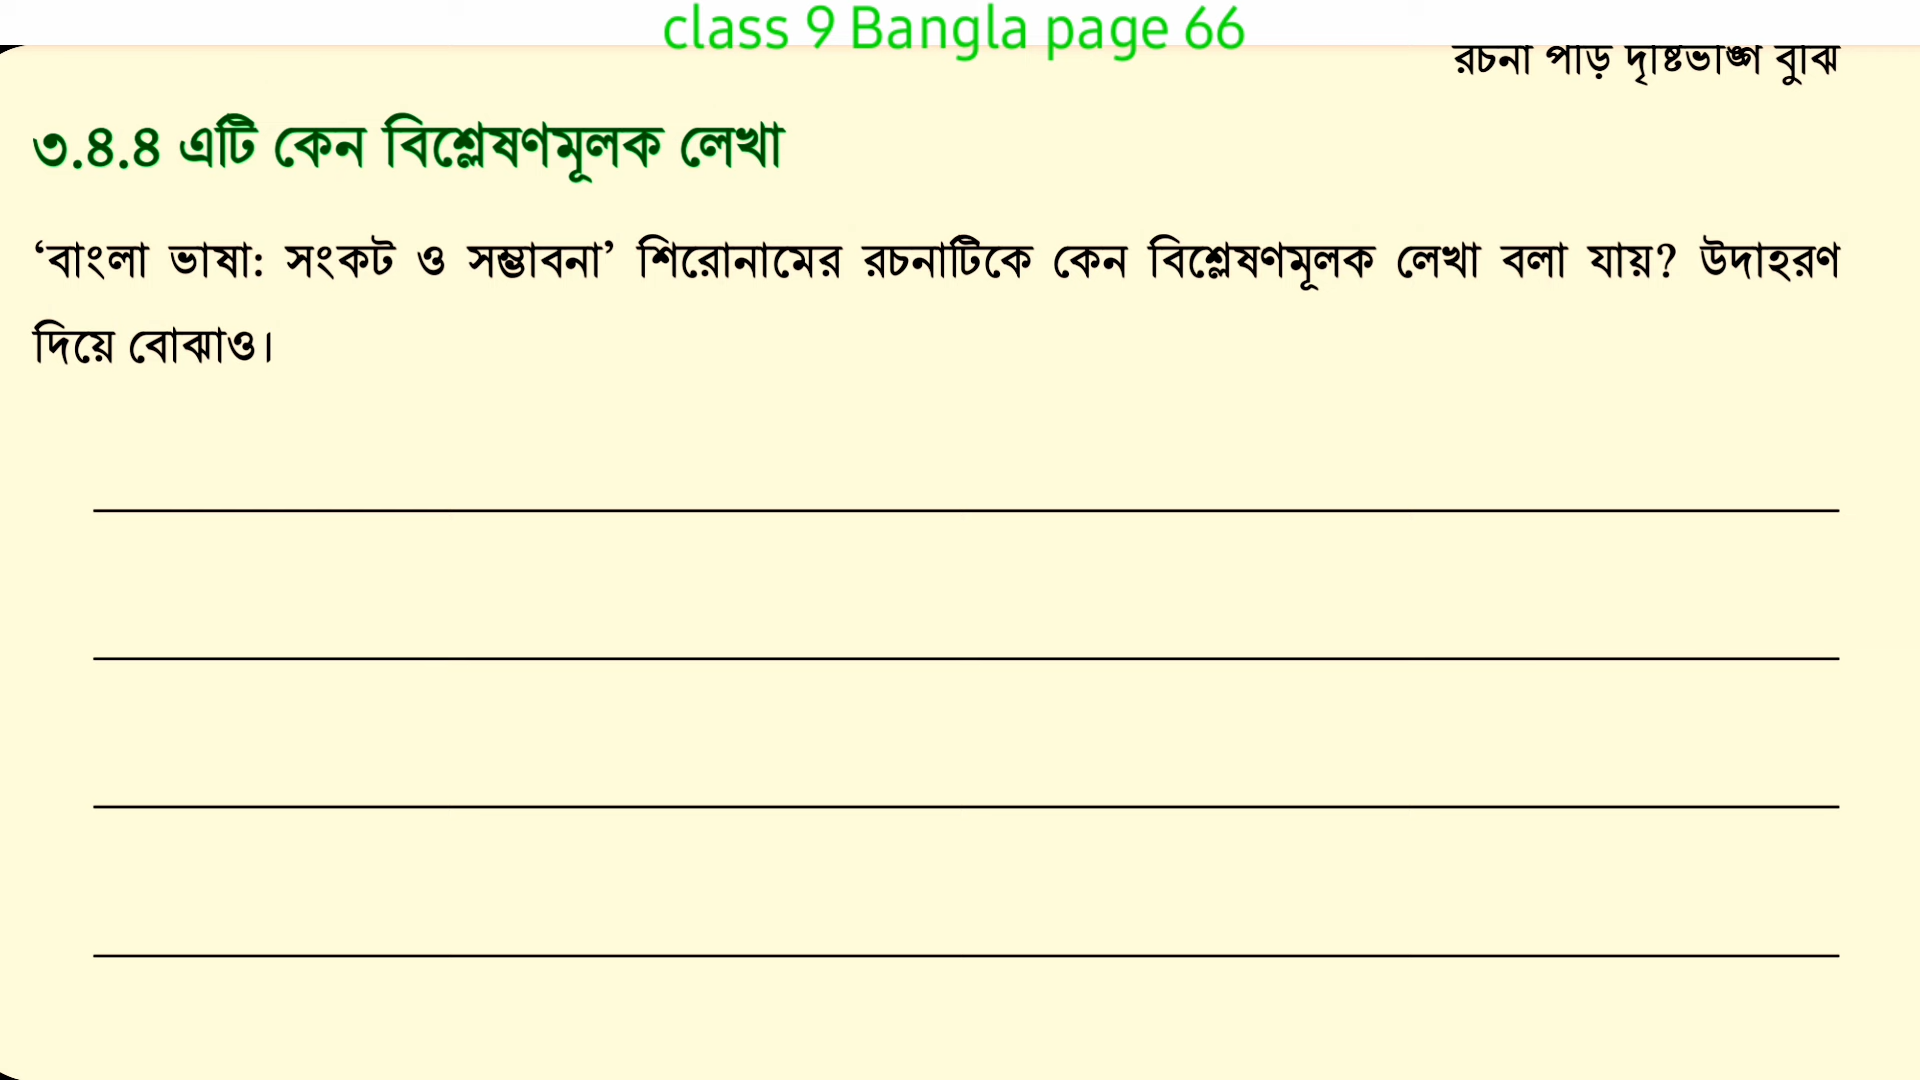 class 9 Bangla page 66
রচনা পড়ি দৃষ্টিভঙ্গি বুঝি
৩.৪.৪ এটি কেন বিশ্লেষণমূলক লেখা
‘বাংলা ভাষা: সংকট ও সম্ভাবনা’ শিরোনামের রচনাটিকে কেন বিশ্লেষণমূলক লেখা বলা যায়? উদাহরণ
দিয়ে বোঝাও।